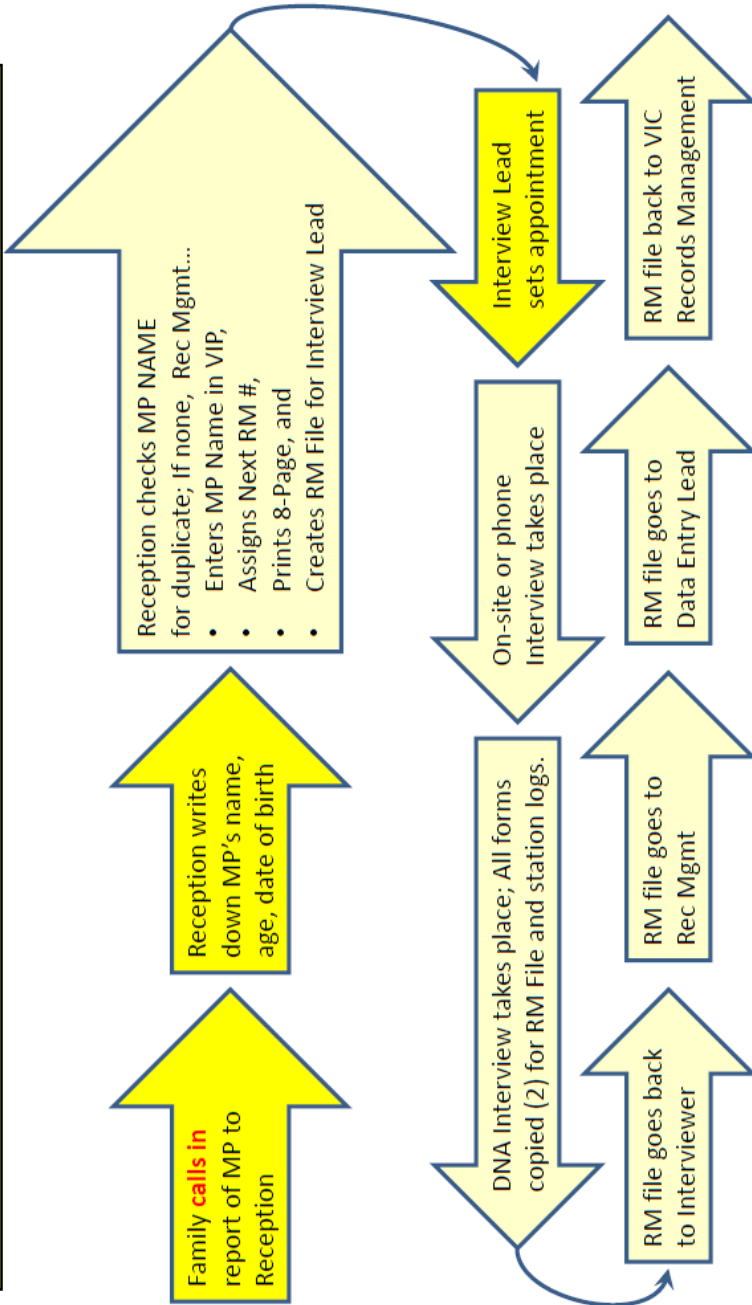 Family calls in
report of MP to
Reception
Reception writes
down MP's name,
age, date of birth
Reception checks MP NAME
for duplicate; If none, Rec Mgmt...
• Enters MP Name in VIP,
• Assigns Next RM #,
• Prints 8-Page, and
• Creates RM File for Interview Lead
Interview Lead
sets appointment
On-site or phone
Interview takes place
DNA Interview takes place; All forms
copied (2) for RM File and station logs.
RM file goes back
to Interviewer
RM file goes to
Rec Mgmt
RM file goes to
Data Entry Lead
RM file back to VIC
Records Management